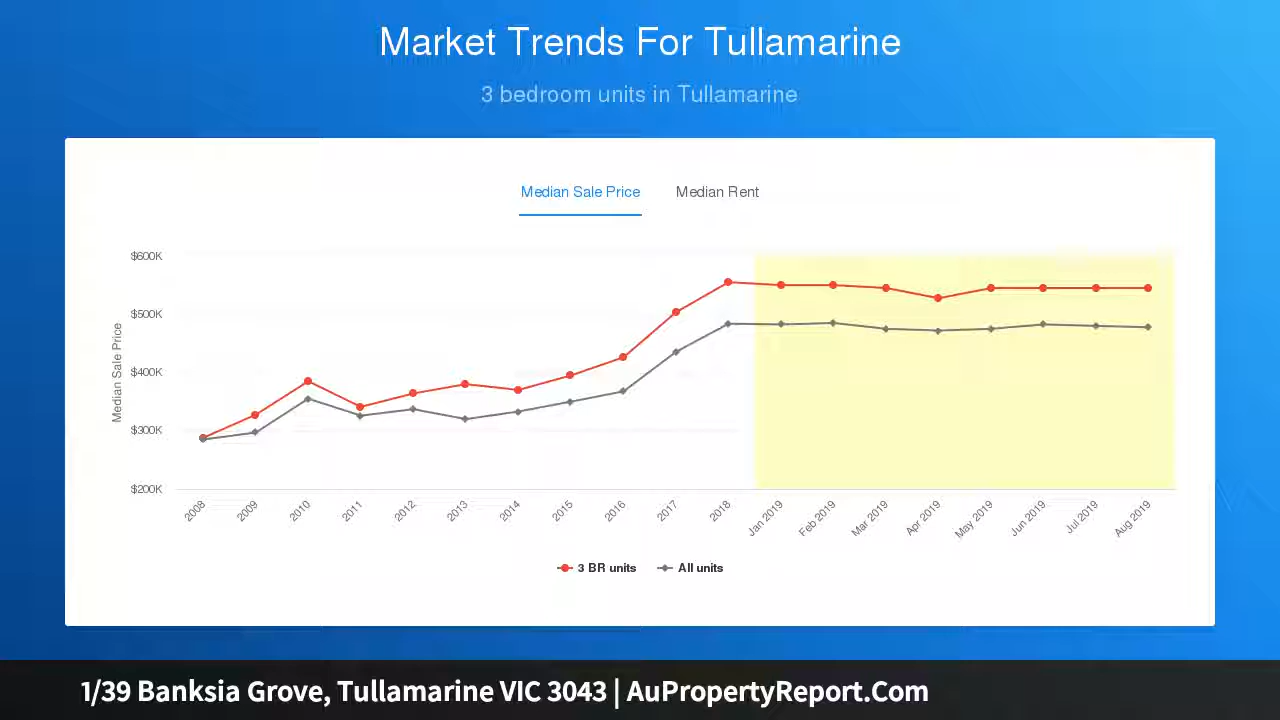 Market Trends For Tullamarine
3 bedroom units in Tullamarine
Median Sale Price Median Rent
$600K
$500K
$400K
$300K
$200K
Median Sale Price
2008 2009 2010 2011 2012 2013 2014 2015 2016 2017 2018 Jan 2019 Feb 2019 Mar 2019 Apr 2019 May 2019 Jun 2019 Jul 2019 Aug 2019
3 BR units All units
1/39 Banksia Grove, Tullamarine VIC 3043 | AuPropertyReport.Com